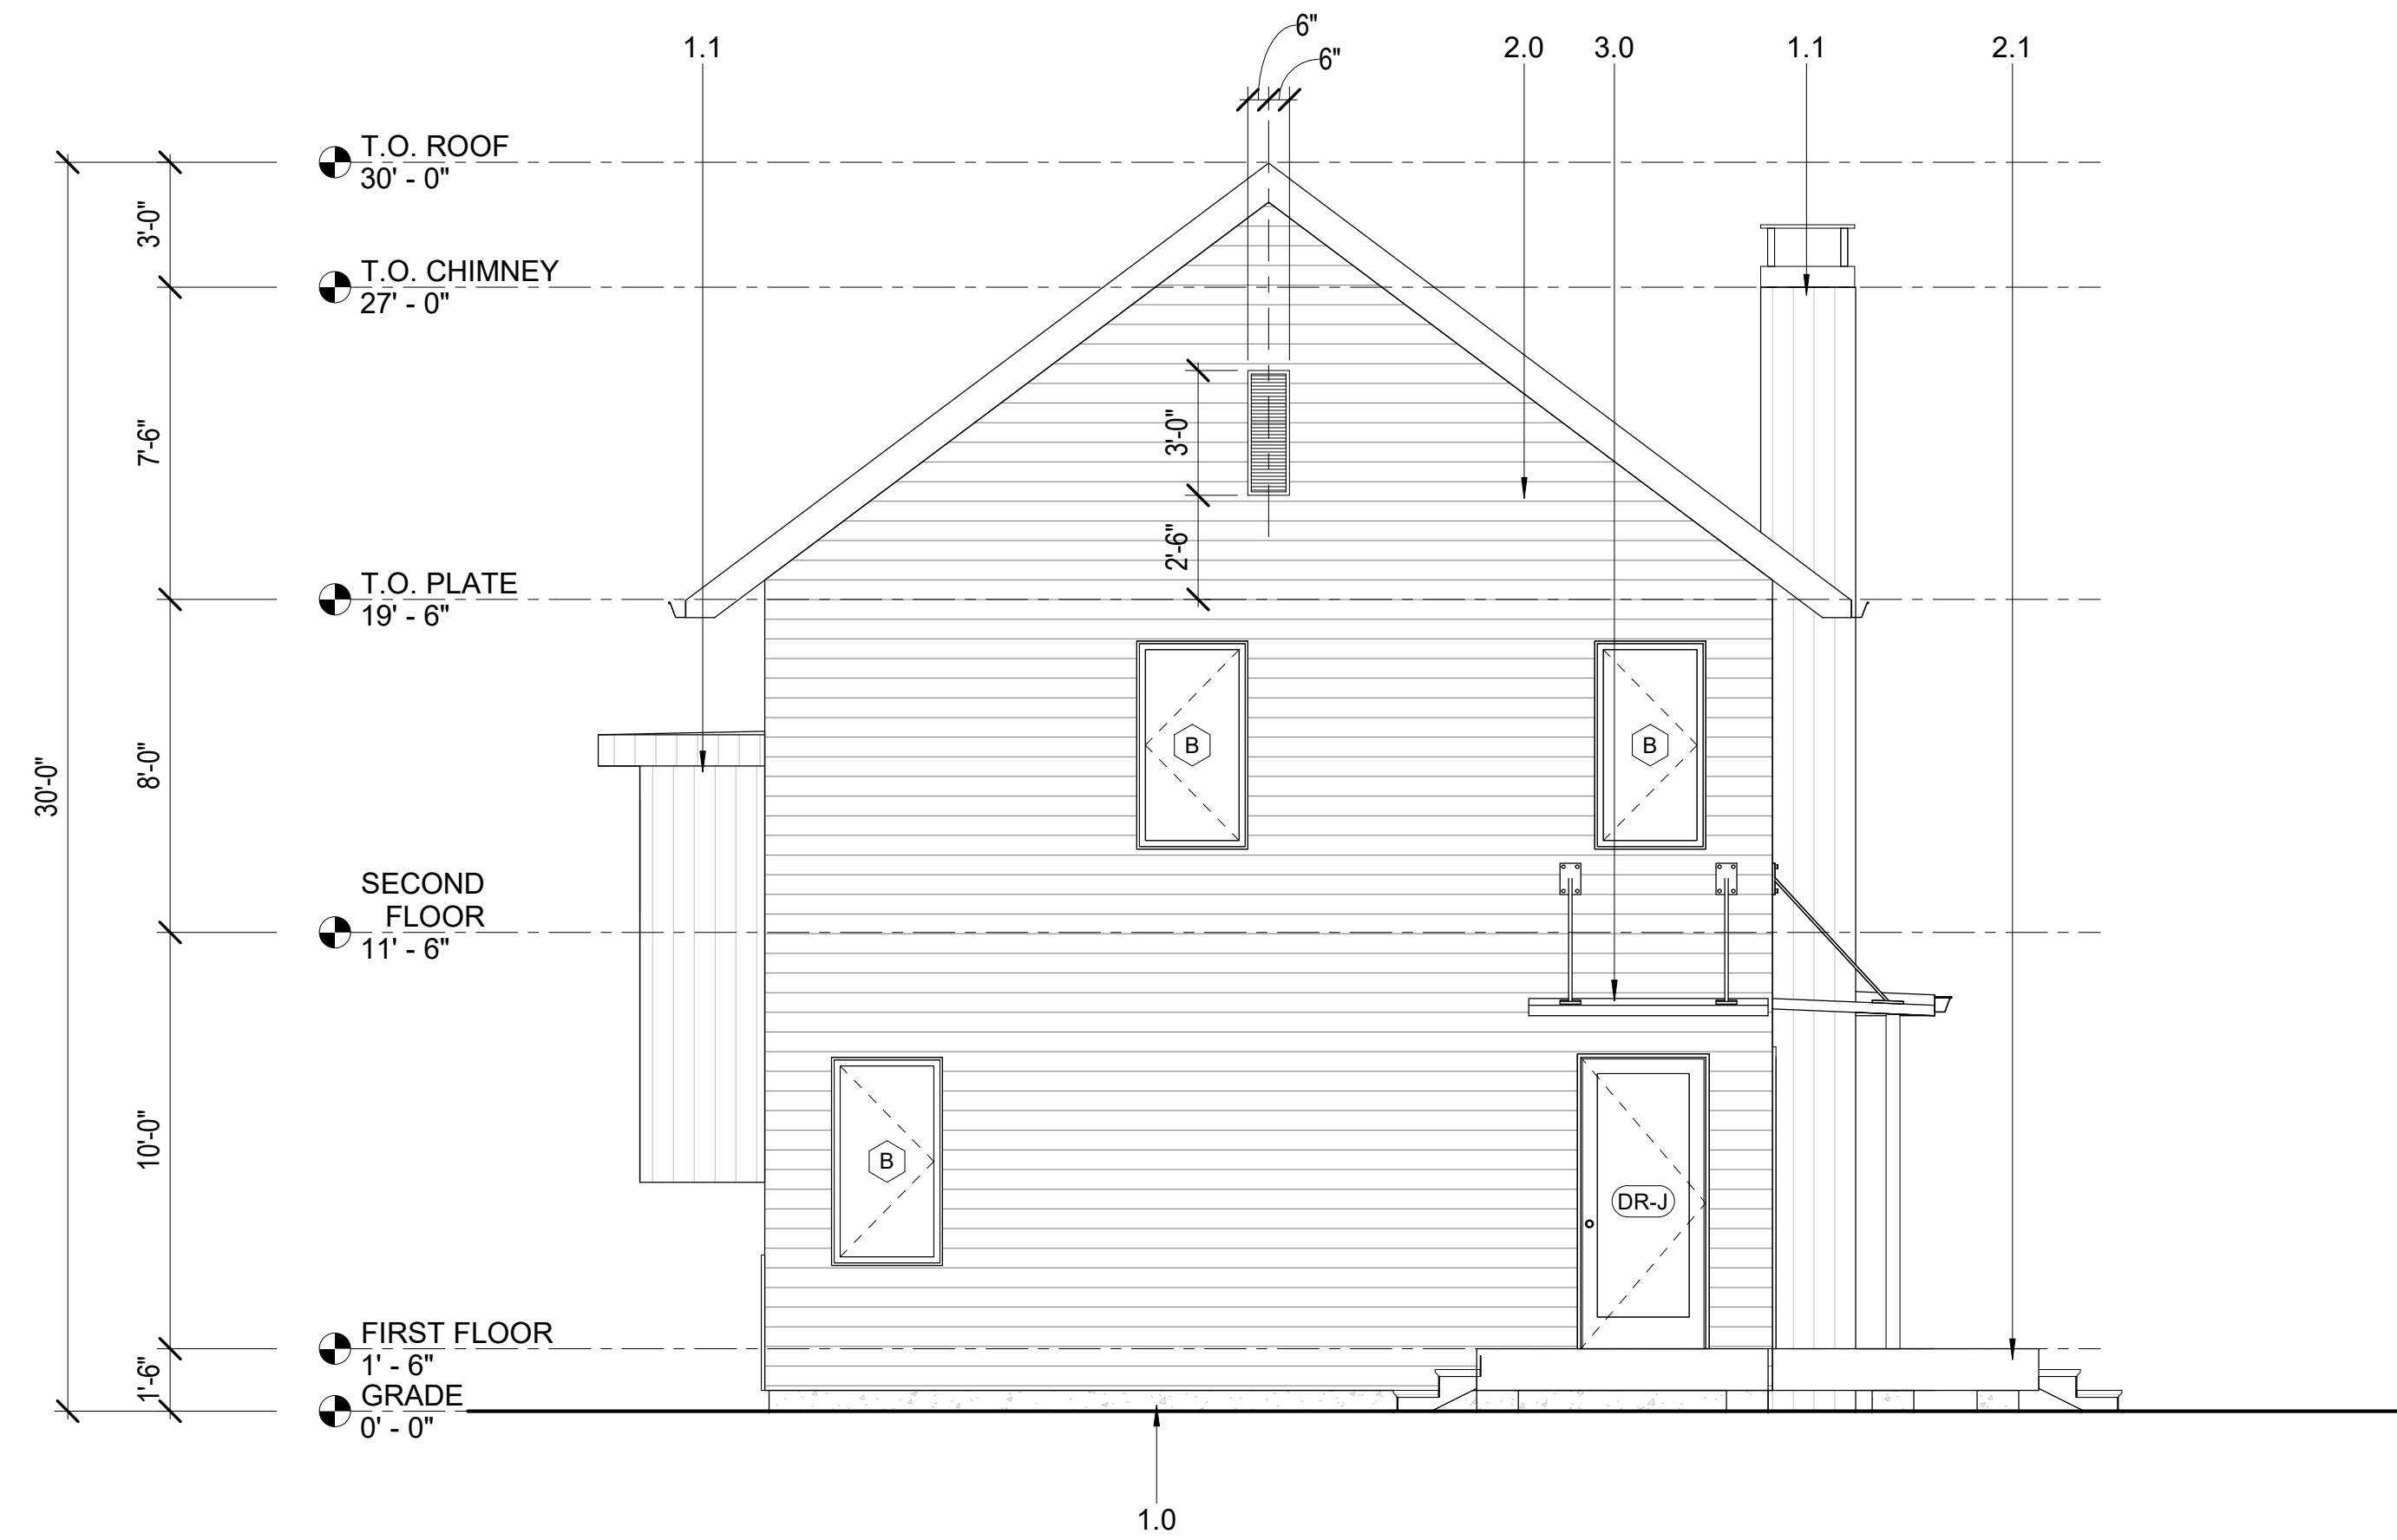 6"
6"
1.1
2.0
3.0
1.1
2.1
T.O. ROOF
30' - 0"
3'-0"
T.O. CHIMNEY
27' - 0"
7'-6"
3'-0"
2'-6"
T.O. PLATE
19' - 6"
B
B
30'-0"
8'-0"
SECOND
FLOOR
11' - 6"
10'-0"
B
DR-J
FIRST FLOOR
1' - 6"
1'-6"
GRADE
0' - 0"
1.0